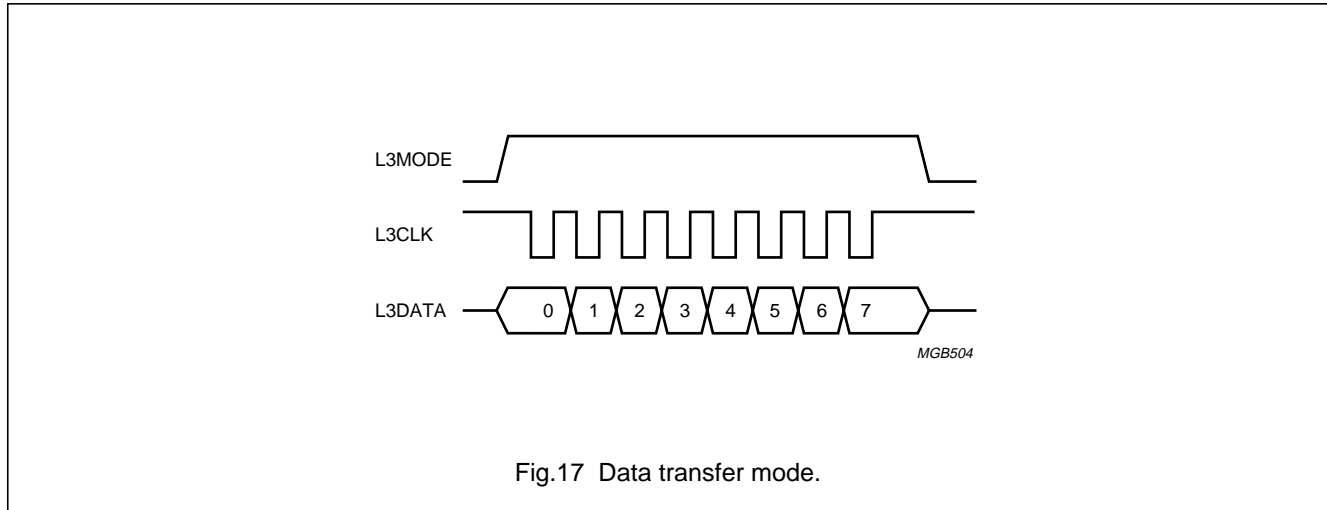 L3MODE
L3CLK
L3DATA 0 1 2 3 4 5 6 7
MGB504
Fig.17 Data transfer mode.